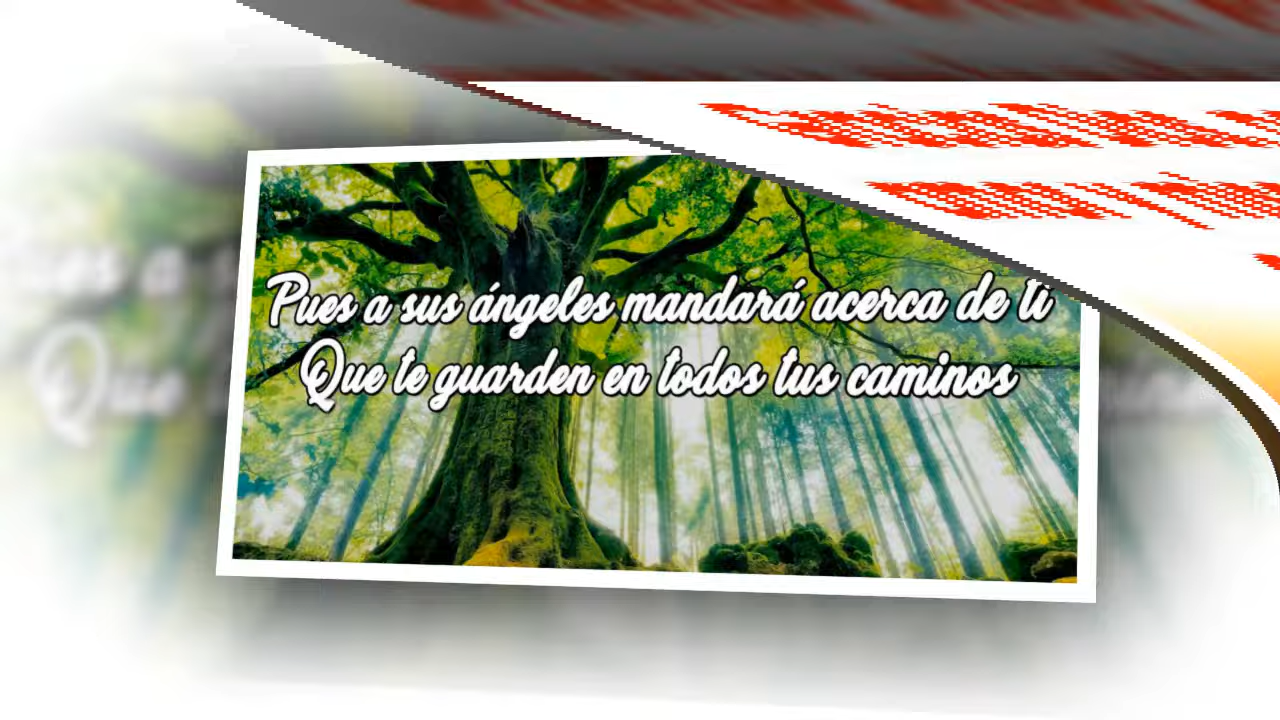 Pues a sus ángeles mandará acerca de ti
Que te guarden en todos tus caminos